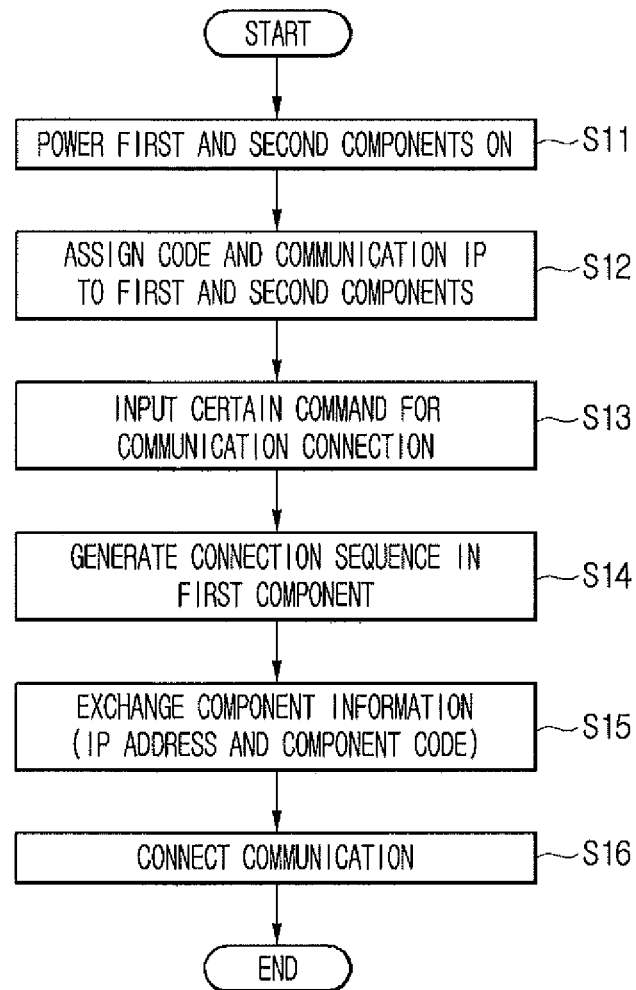 START
POWER FIRST AND SECOND COMPONENTS ON
S11
ASSIGN CODE AND COMMUNICATION IP
TO FIRST AND SECOND COMPONENTS
S12
INPUT CERTAIN COMMAND FOR
COMMUNICATION CONNECTION
S13
GENERATE CONNECTION SEQUENCE IN
FIRST COMPONENT
S14
EXCHANGE COMPONENT INFORMATION
(IP ADDRESS AND COMPONENT CODE)
S15
CONNECT COMMUNICATION
S16
END